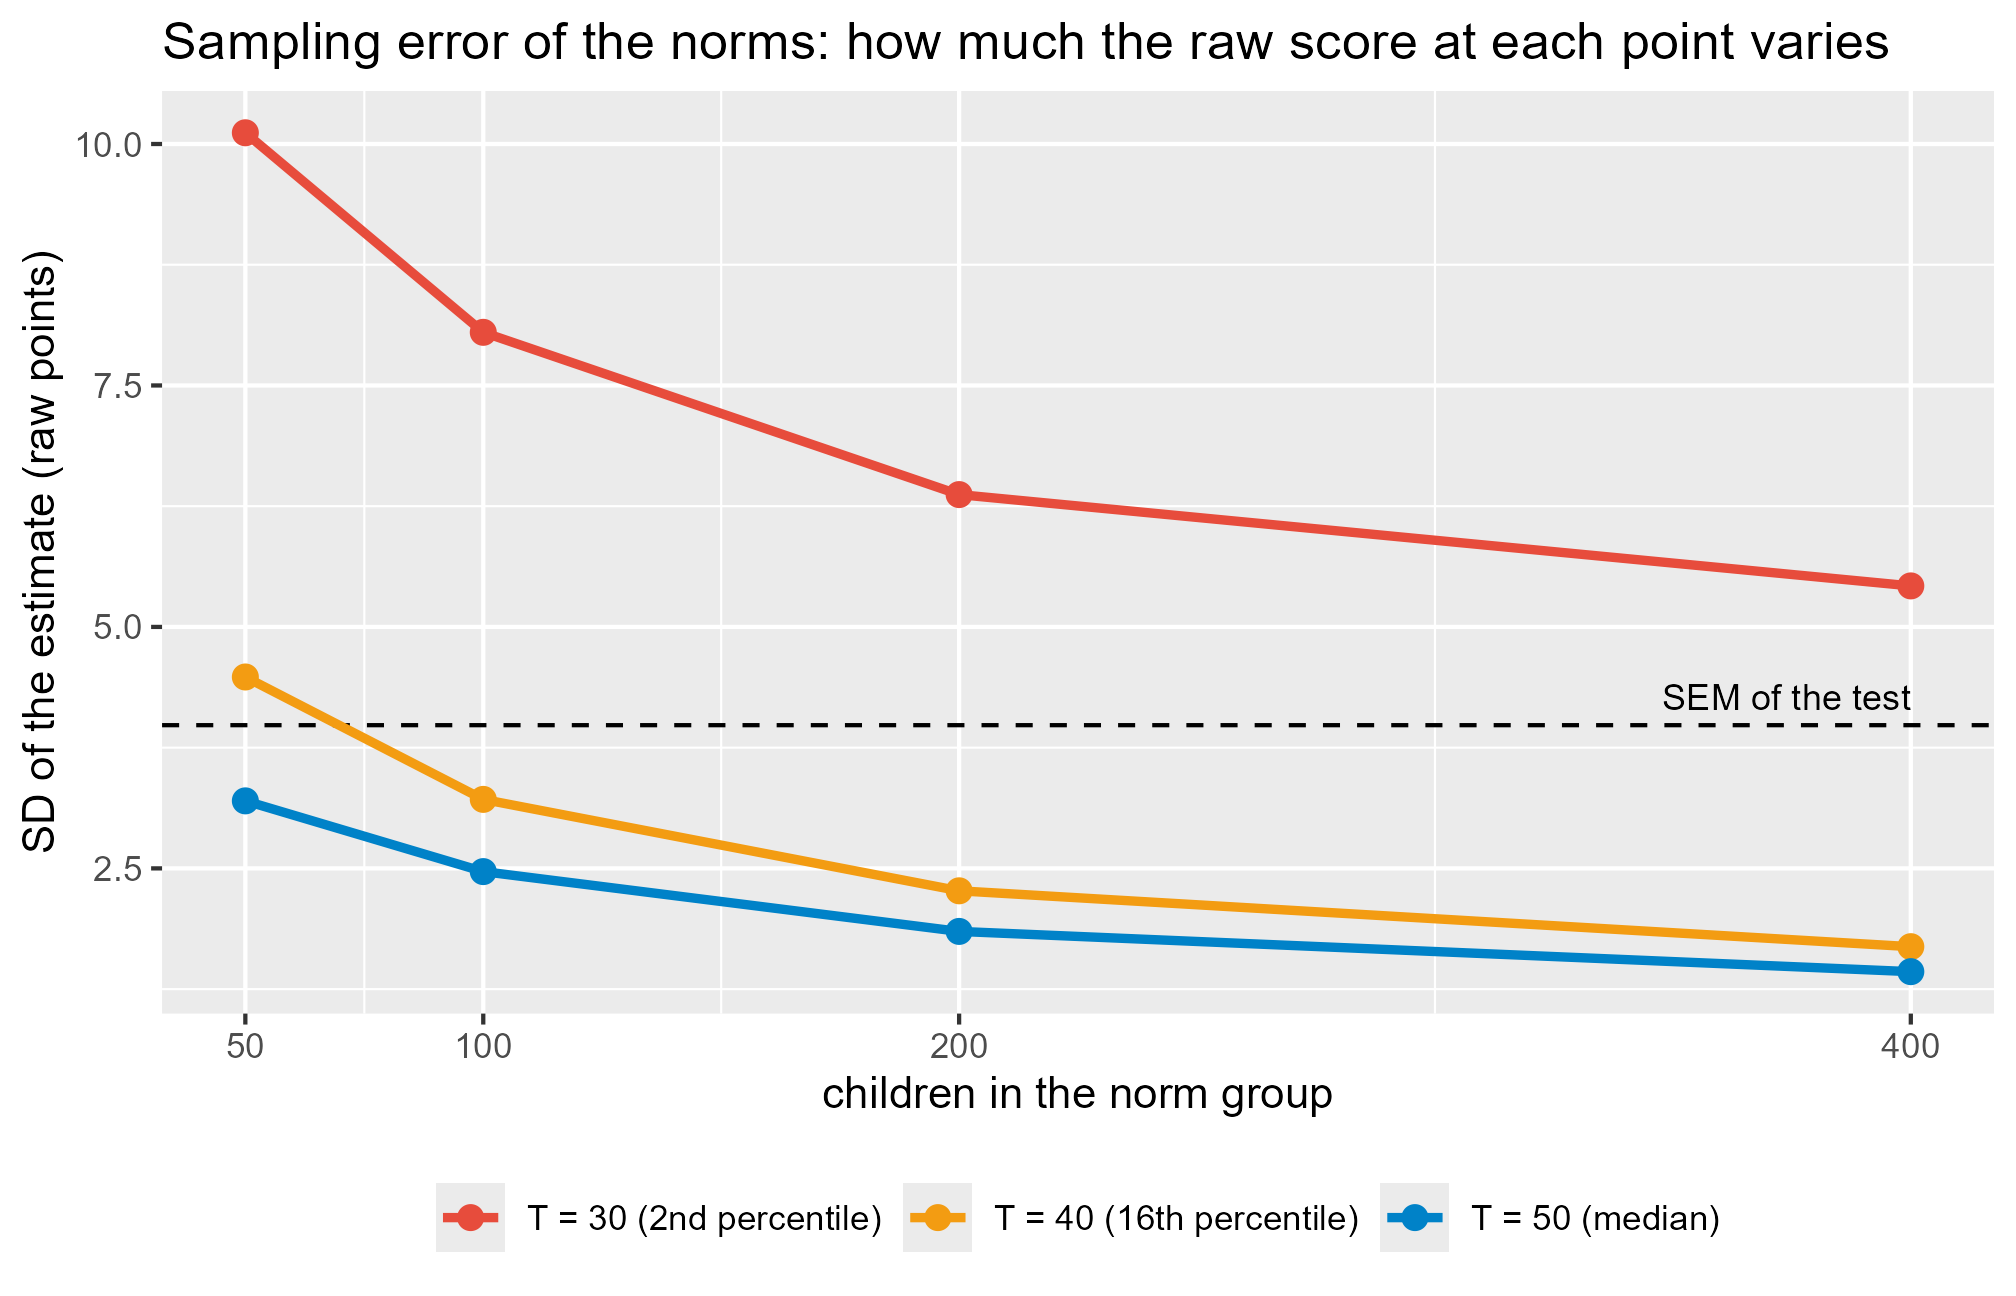 Sampling error of the norms: how much the raw score at each point varies
SD of the estimate (raw points)
10.0
7.5
5.0
2.5
SEM of the test
50 100 200 400
children in the norm group
T = 30 (2nd percentile) T = 40 (16th percentile) T = 50 (median)